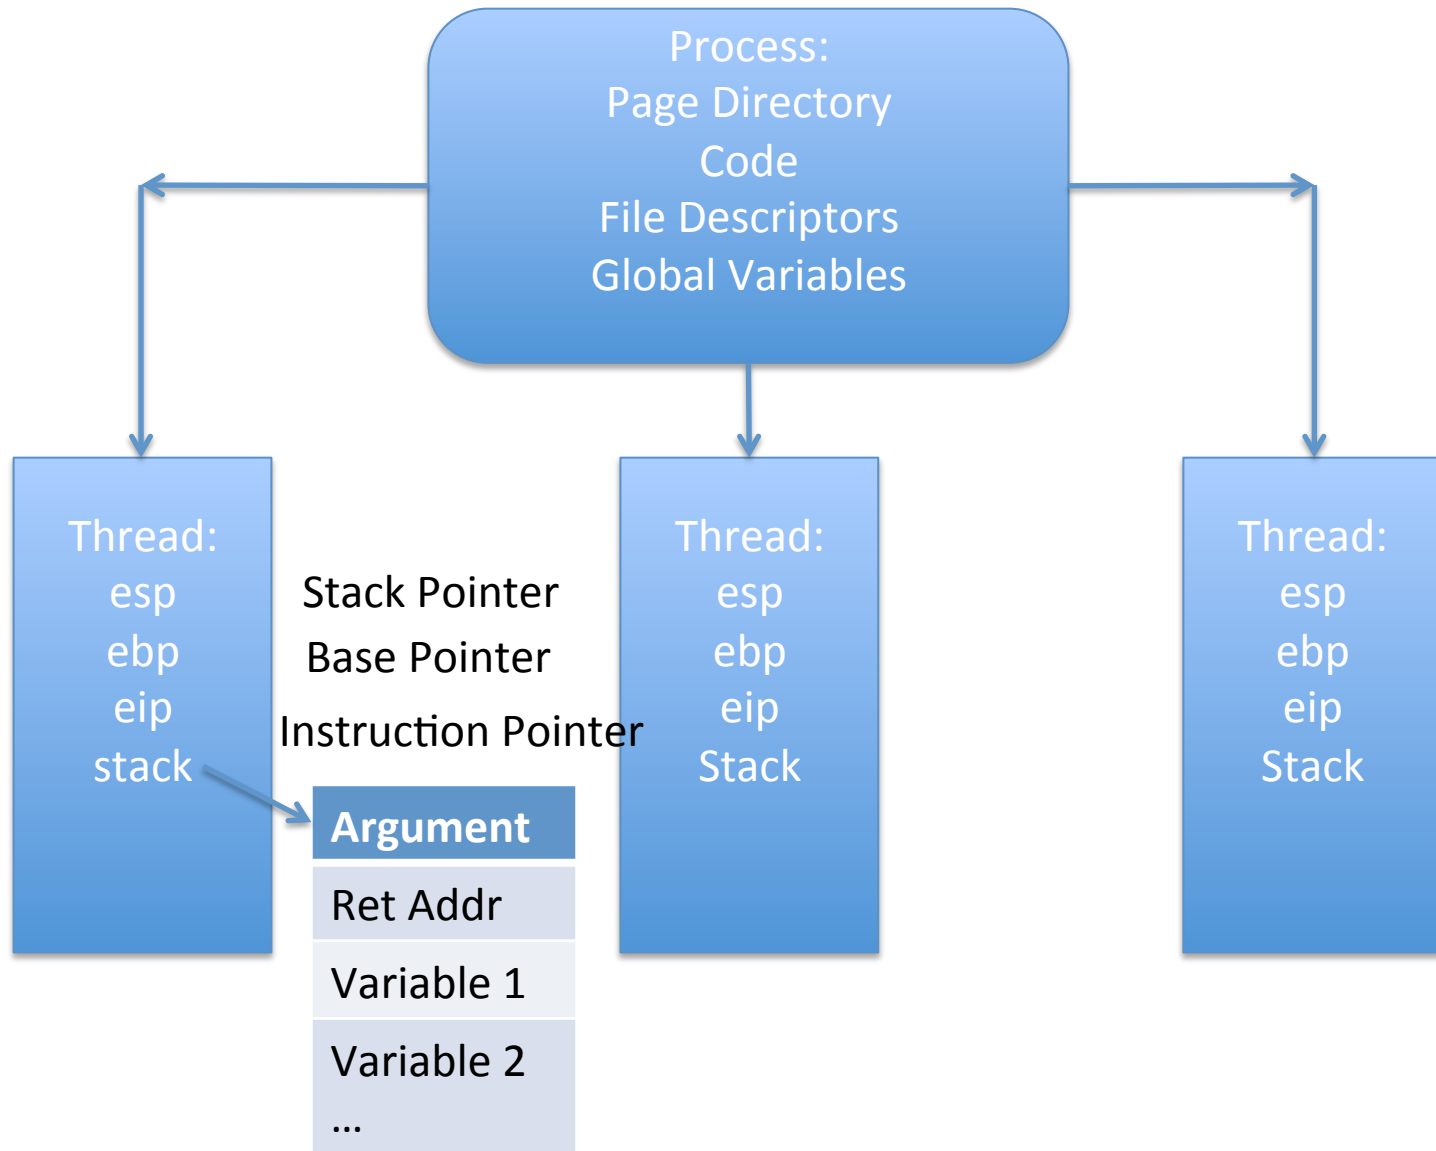 Process:
Page Directory
Code
File Descriptors
Global Variables
Thread:
esp
ebp
eip
stack
Stack Pointer
Base Pointer
Instruction Pointer
Argument
Ret Addr
Variable 1
Variable 2
...
Thread:
esp
ebp
eip
Stack
Thread:
esp
ebp
eip
Stack